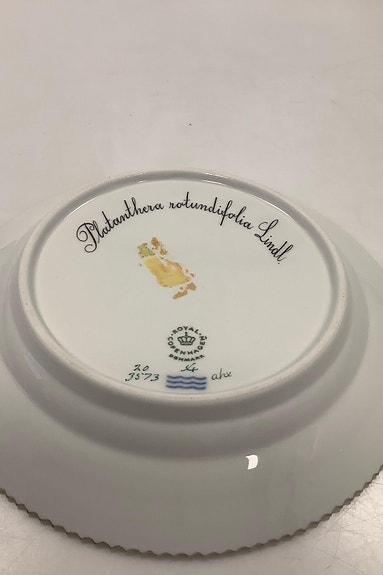 Platanthera rotundifolia Lindl.
ROYAL
COPENHAGEN
DENMARK
20
3573
ahx